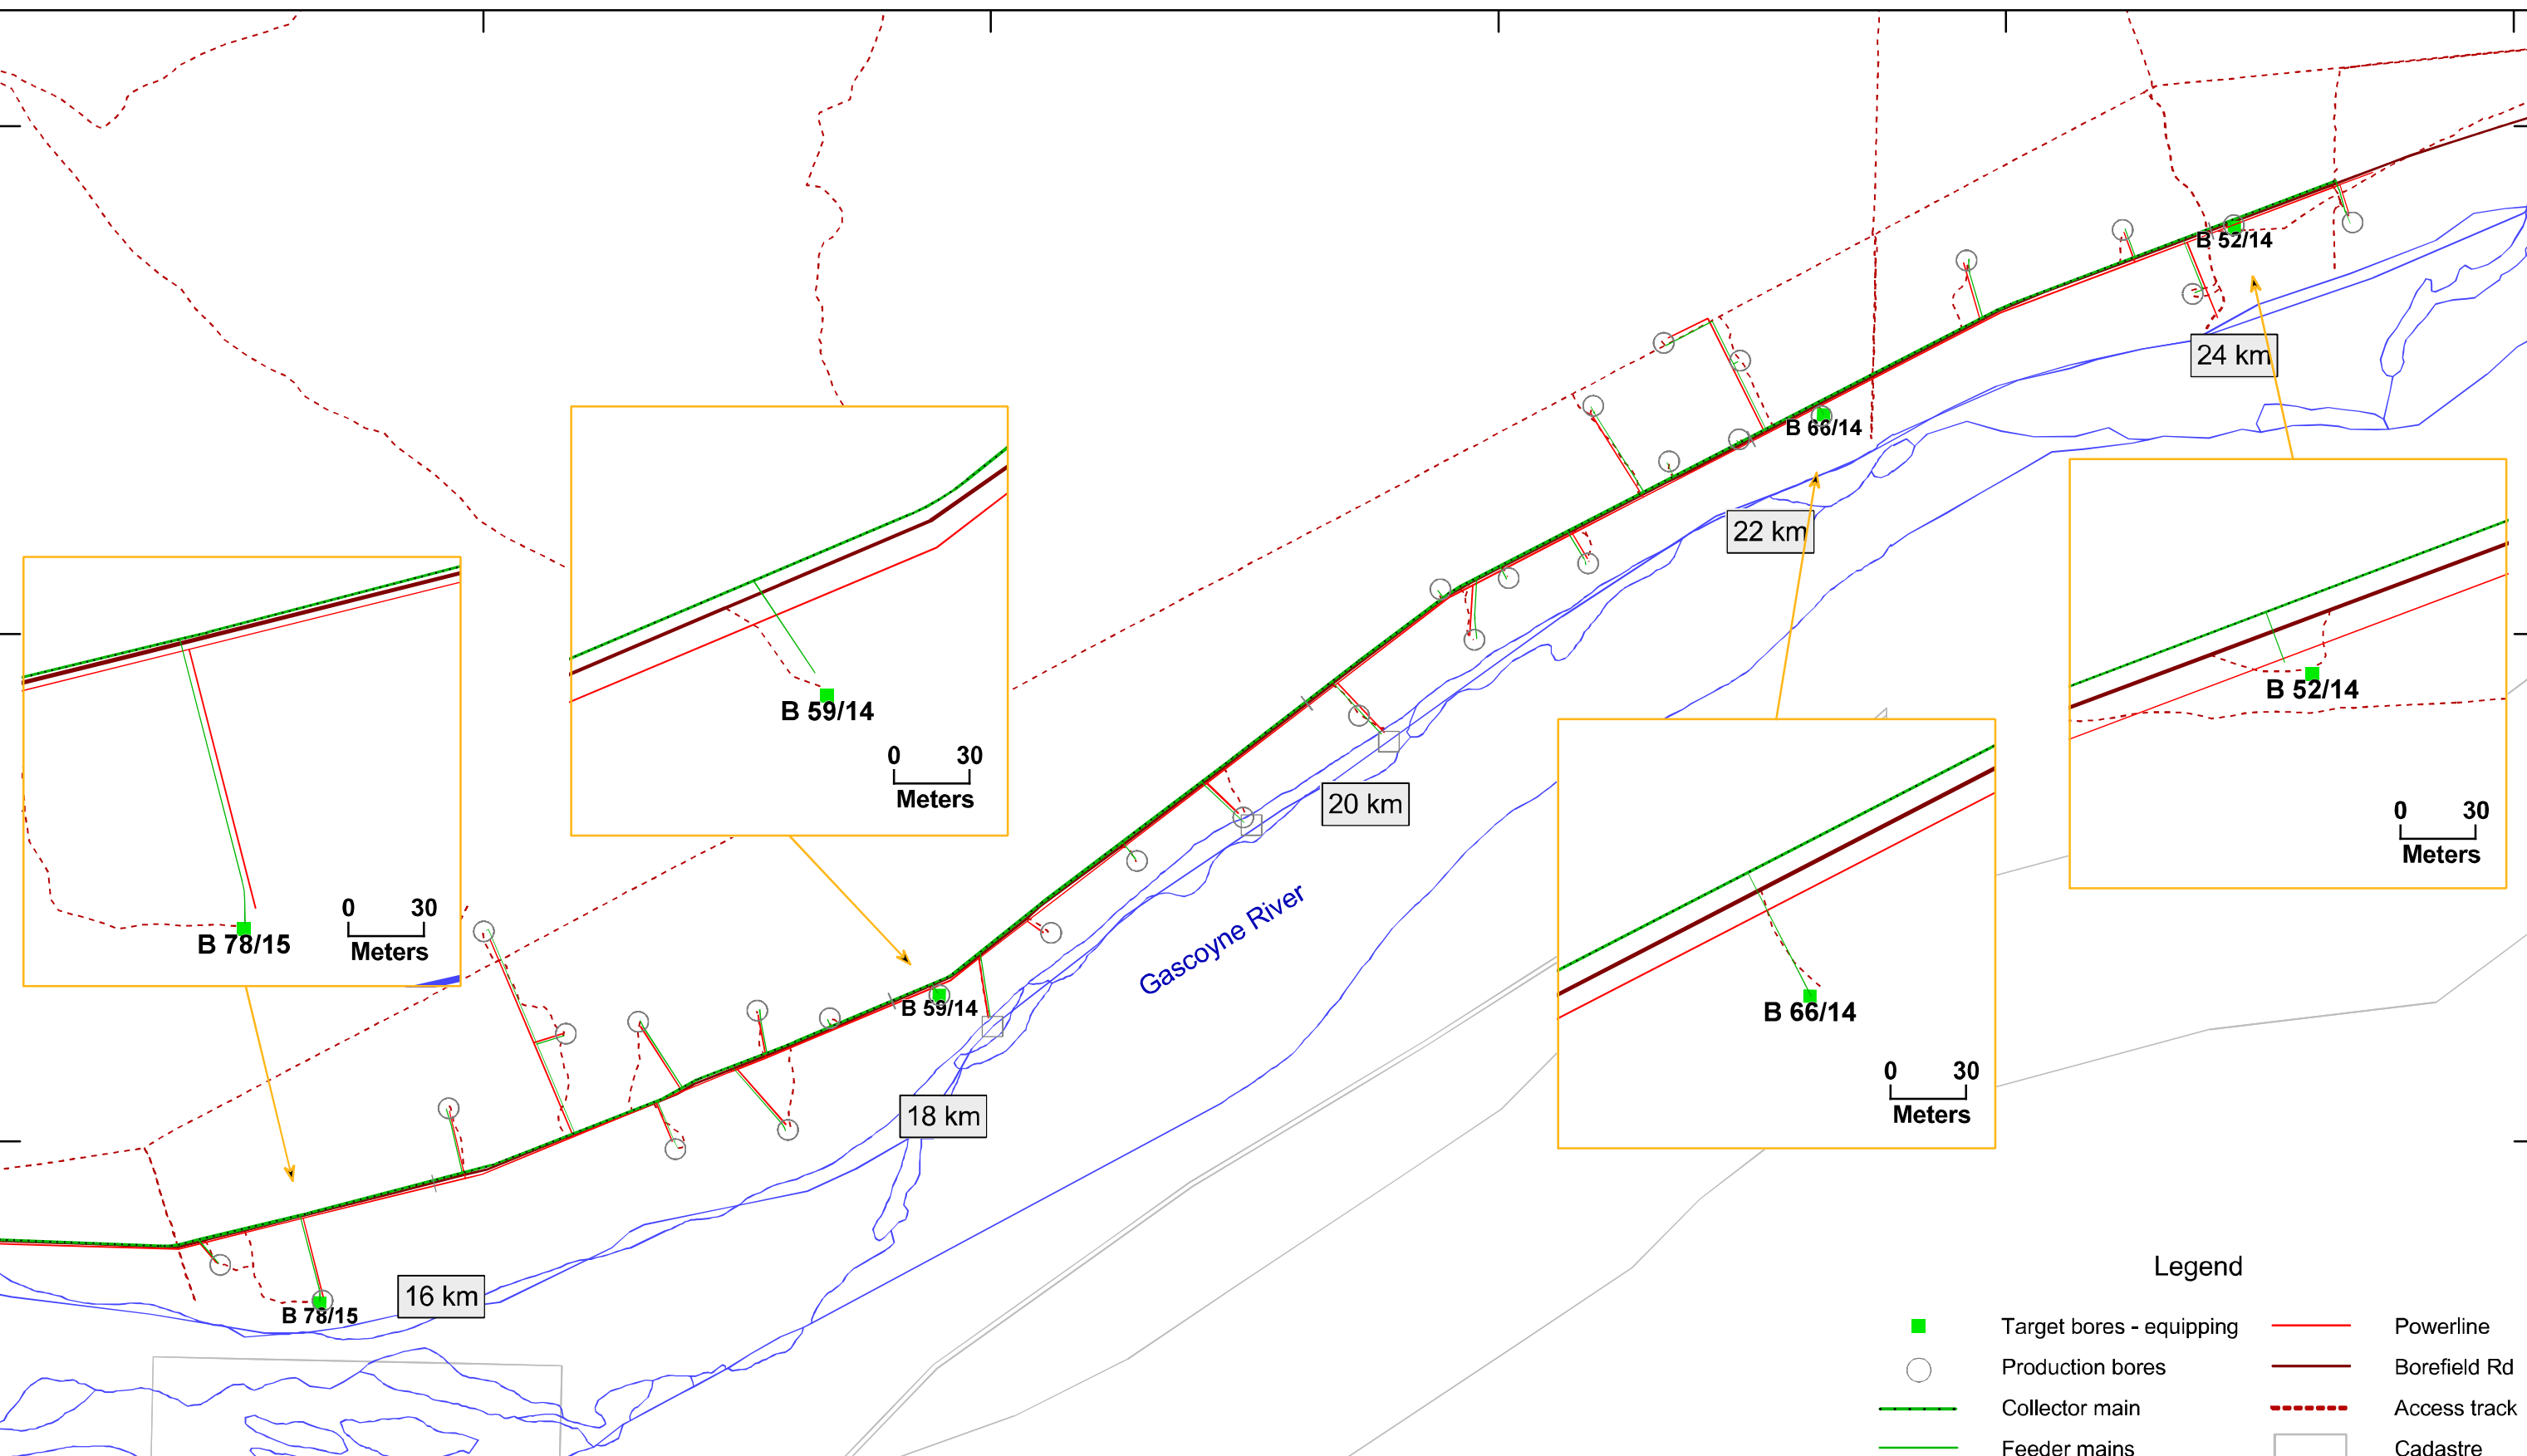 B 52/14
24 km
B 66/14
22 km
B 59/14
0 30
Meters
B 52/14
0 30
Meters
20 km
B 78/15
0 30
Meters
Gascoyne River
B 66/14
0 30
Meters
B 59/14
18 km
16 km
B 78/15
Legend
Target bores - equipping
Powerline
Production bores
Borefield Rd
Collector main
Access track
Feeder mains
Cadastre